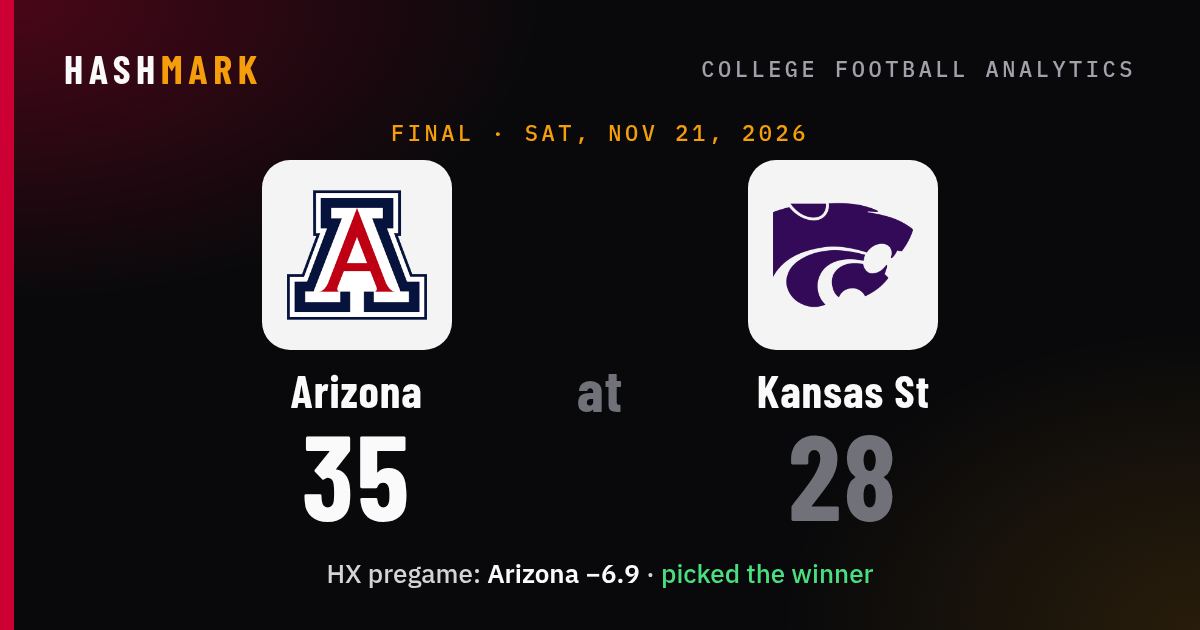 HASHMARK
COLLEGE FOOTBALL ANALYTICS
FINAL · SAT, NOV 21, 2026
A
Arizona at Kansas St
35 28
HX pregame: Arizona −6.9 · picked the winner